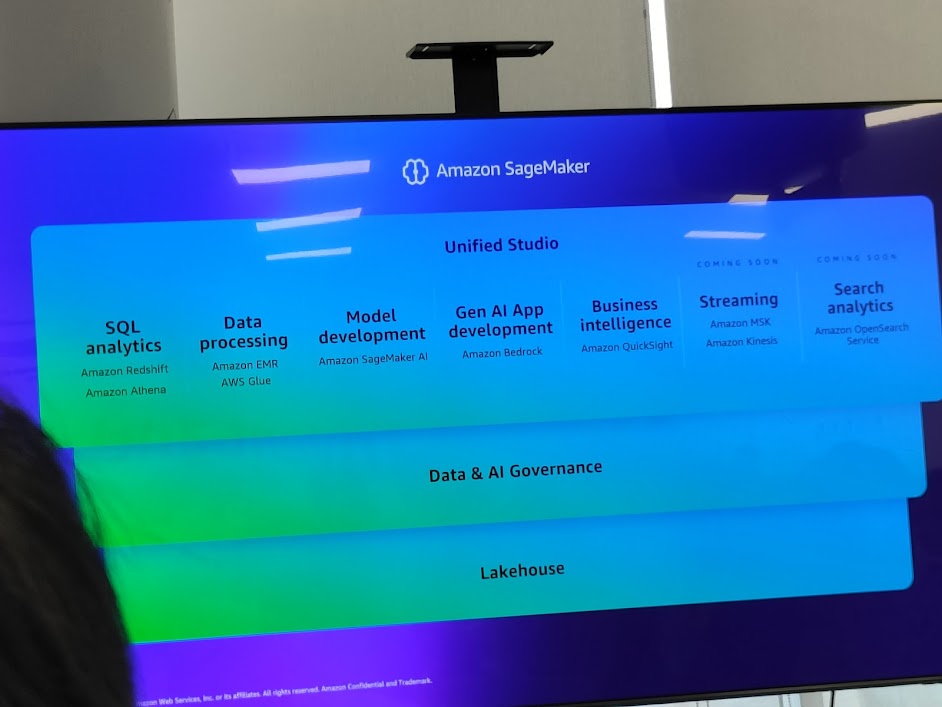 Amazon SageMaker
Unified Studio
SQL
analytics
Amazon Redshift
Amazon Athena
Data
processing
Amazon EMR
AWS Glue
Model
development
Amazon SageMaker AI
Gen AI App
development
Amazon Bedrock
Business
intelligence
Amazon QuickSight
COMING SOON
Streaming
Amazon MSK
Amazon Kinesis
COMING SOON
Search
analytics
Amazon OpenSearch
Service
Data & AI Governance
Lakehouse
mazon Web Services, Inc. or its affiliates. All rights reserved. Amazon Confidential and Trademark.